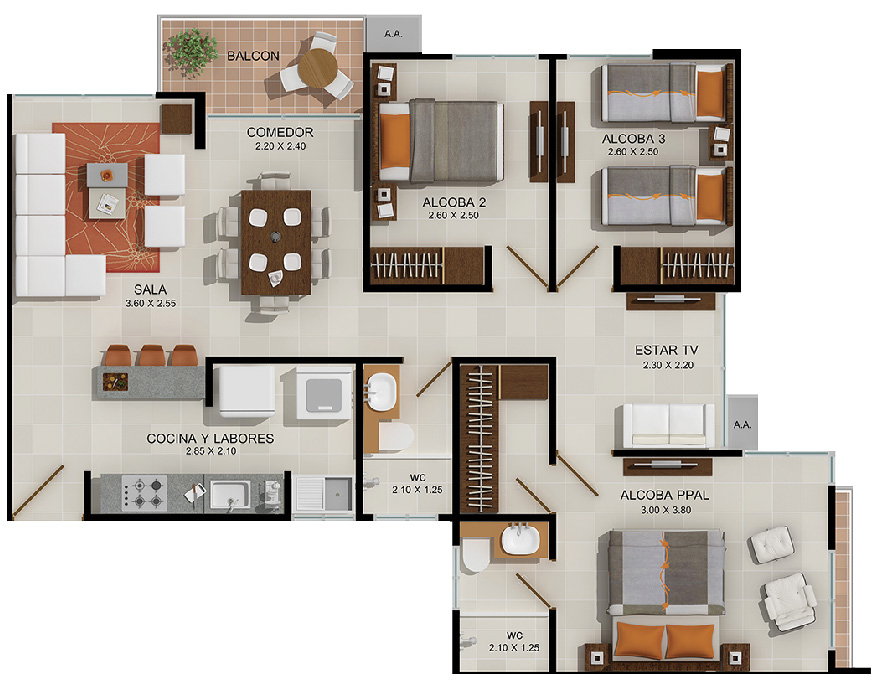 A.A.
BALCON
COMEDOR
2.20 X 2.40
ALCOBA 3
2.60 X 2.50
ALCOBA 2
2.60 X 2.50
SALA
3.60 X 2.55
ESTAR TV
2.30 X 2.20
A.A.
COCINA Y LABORES
2.85 X 2.10
WC
2.10 X 1.25
ALCOBA PPAL
3.00 X 3.80
WC
2.10 X 1.25